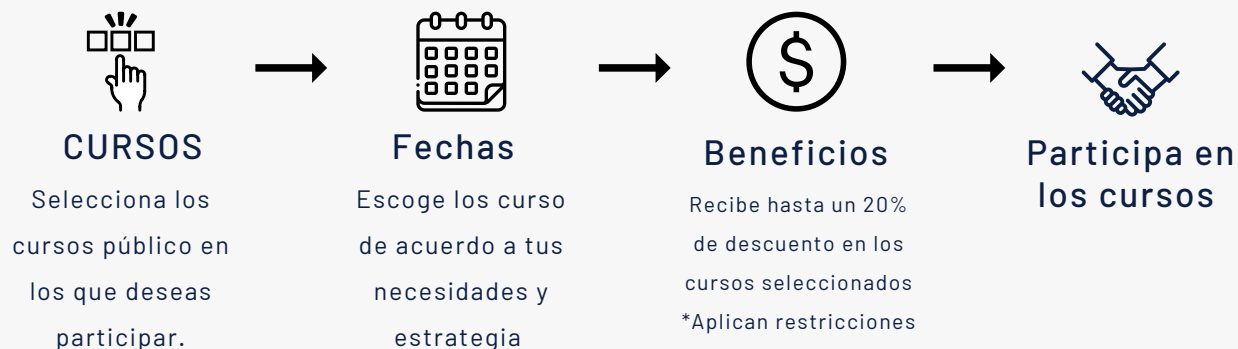 CURSOS
Selecciona los
cursos público en
los que deseas
participar.
Fechas
Escoge los curso
de acuerdo a tus
necesidades y
estrategia
$
Beneficios
Recibe hasta un 20%
de descuento en los
cursos seleccionados
*Aplican restricciones
Participa en
los cursos